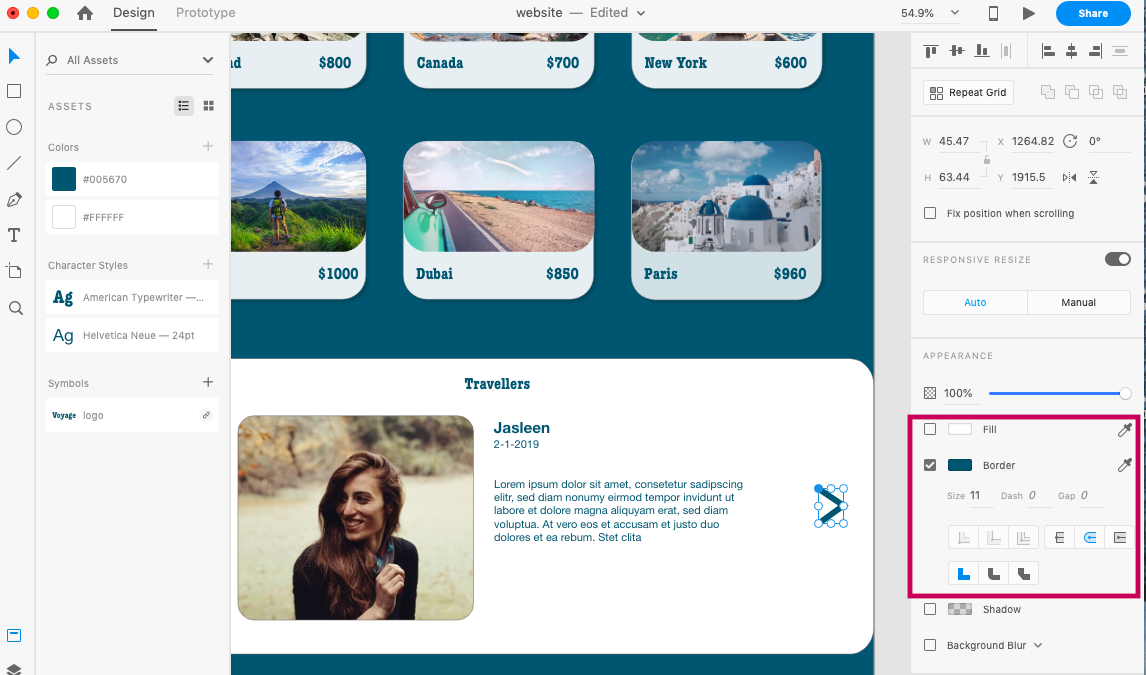 Design
Prototype
website — Edited
54.9%
Share
All Assets
ASSETS
Colors
#005670
#FFFFFF
Character Styles
Ag American Typewriter —...
Ag Helvetica Neue — 24pt
Symbols
Voyage logo
d $800
Canada $700
New York $600
$1000
Dubai $850
Paris $960
Travellers
Jasleen
2-1-2019
Lorem ipsum dolor sit amet, consetetur sadipscing
elitr, sed diam nonumy eirmod tempor invidunt ut
labore et dolore magna aliquyam erat, sed diam
voluptua. At vero eos et accusam et justo duo
dolores et ea rebum. Stet clita
Repeat Grid
W 45.47 X 1264.82 0°
H 63.44 Y 1915.5
Fix position when scrolling
RESPONSIVE RESIZE
Auto Manual
APPEARANCE
100%
Fill
Border
Size 11 Dash 0 Gap 0
Shadow
Background Blur